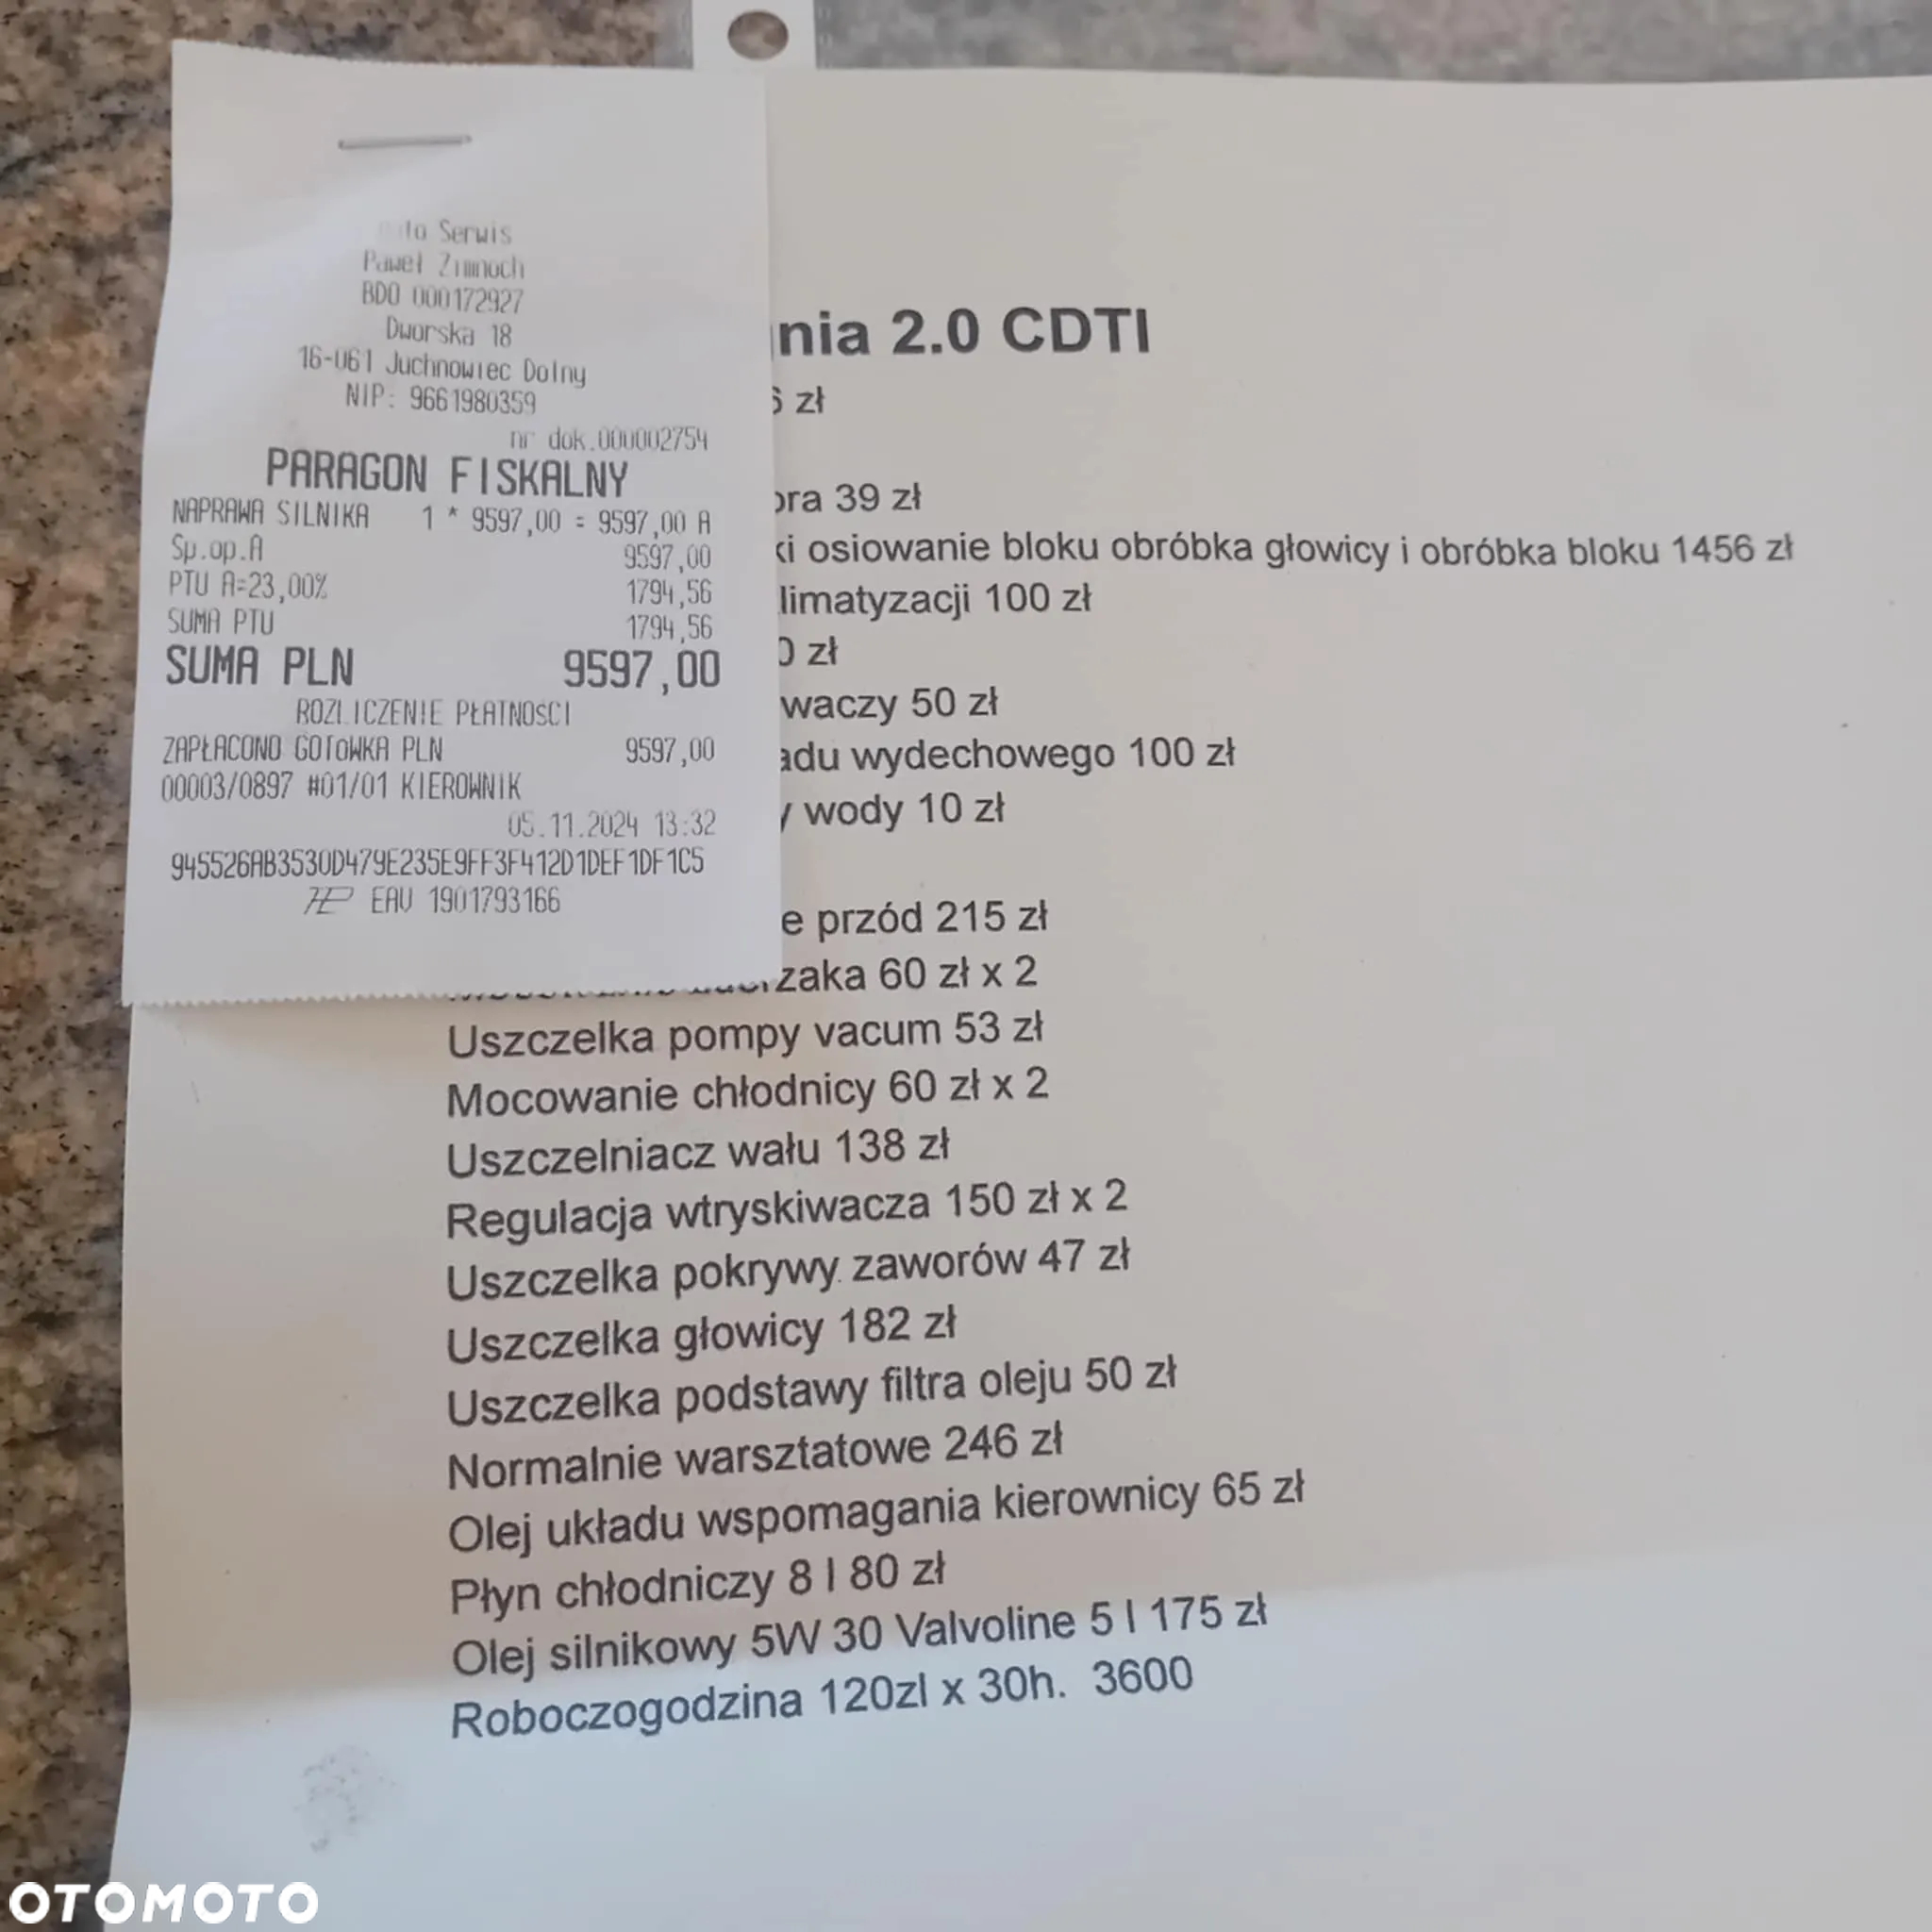 Serwis
Paweł Zimnoch
BDO 000172927
Dworska 18
16-061 Juchnowiec Dolny
NIP: 9661980359
nr dok.000002754
PARAGON FISKALNY
NAPRAWA SILNIKA 1 * 9597,00 = 9597,00 A
Sp.op.A 9597,00
PTU A=23,00% 1794,56
SUMA PTU 1794,56
SUMA PLN 9597,00
ROZLICZENIE PŁATNOŚCI
ZAPŁACONO GOTÓWKA PLN 9597,00
00003/0897 #01/01 KIEROWNIK
05.11.2024 13:32
945526AB3530D479E235E9FF3F412D1DEF1DF1C5
EAU 1901793166
nia 2.0 CDTI
zł
ora 39 zł
ki osiowanie bloku obróbka głowicy i obróbka bloku 1456 zł
limatyzacji 100 zł
0 zł
waczy 50 zł
adu wydechowego 100 zł
y wody 10 zł
e przód 215 zł
zaka 60 zł x 2
Uszczelka pompy vacum 53 zł
Mocowanie chłodnicy 60 zł x 2
Uszczelniacz wału 138 zł
Regulacja wtryskiwacza 150 zł x 2
Uszczelka pokrywy zaworów 47 zł
Uszczelka głowicy 182 zł
Uszczelka podstawy filtra oleju 50 zł
Normalnie warsztatowe 246 zł
Olej układu wspomagania kierownicy 65 zł
Płyn chłodniczy 8 l 80 zł
Olej silnikowy 5W 30 Valvoline 5 l 175 zł
Roboczogodzina 120zl x 30h. 3600
OTOMOTO